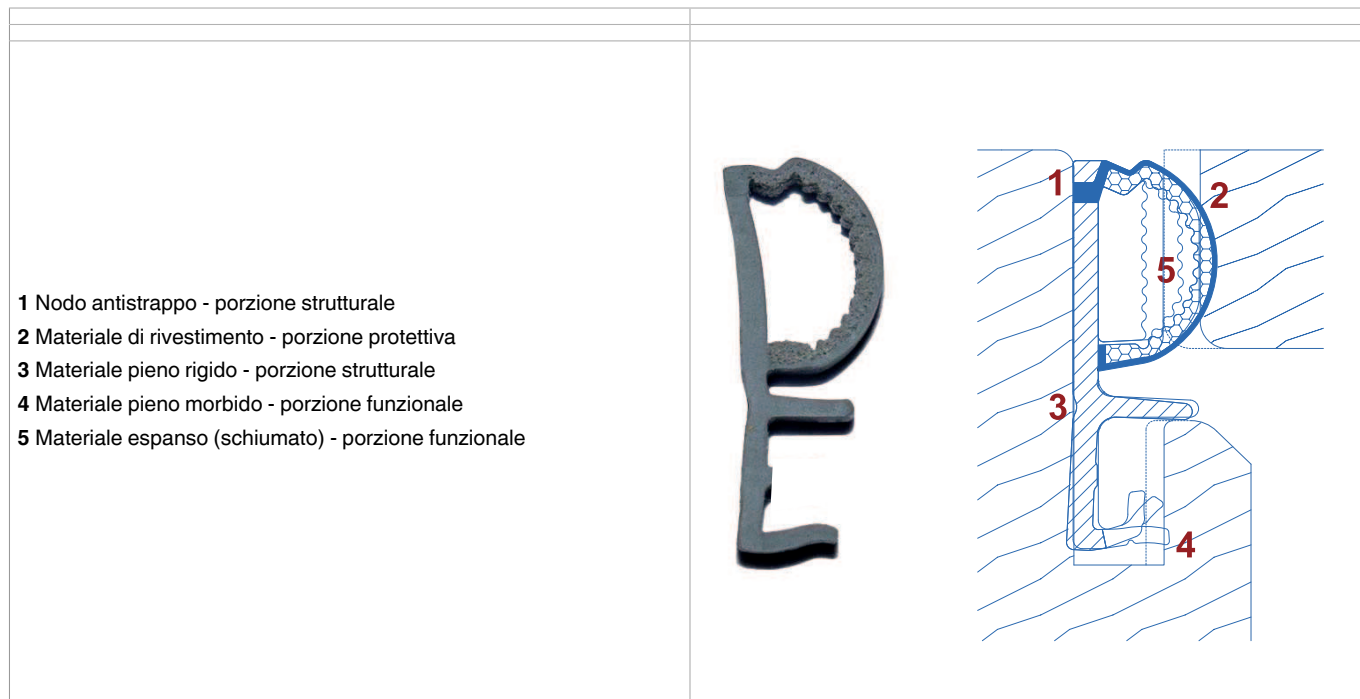 1 Nodo antistrappo - porzione strutturale
2 Materiale di rivestimento - porzione protettiva
3 Materiale pieno rigido - porzione strutturale
4 Materiale pieno morbido - porzione funzionale
5 Materiale espanso (schiumato) - porzione funzionale
1
2
5
3
4